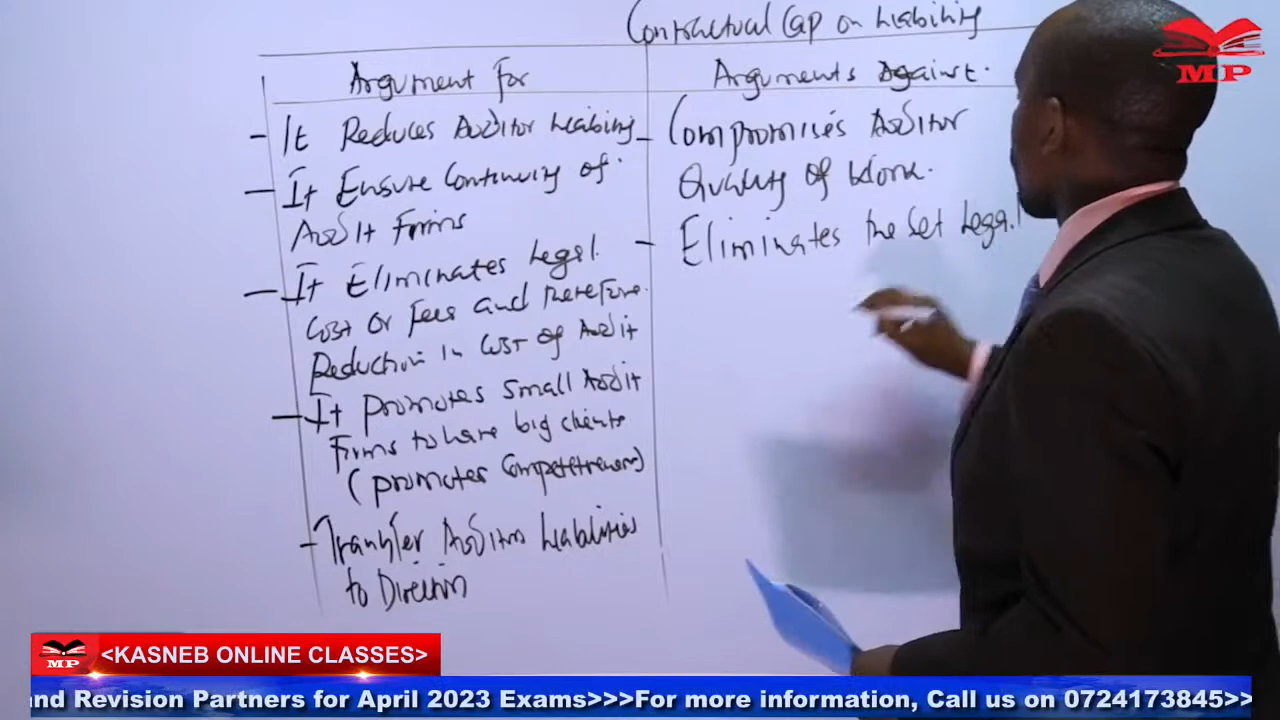 Contractual Cap on Liability
Argument for
Arguments Against.
- It Reduces Auditor Liability
- It Ensure Continuity of
Audit Firms
- It Eliminates Legal
Cost or Fees and therefore
Reduction in Cost of Audit
- It promotes Small Audit
Firms to have big clients
(promotes Competitiveness)
- Transfer Auditors Liabilities
to Directors
- Compromises Auditor
Quality of Work.
- Eliminates the Set Legal
MP
MP
<KASNEB ONLINE CLASSES>
nd Revision Partners for April 2023 Exams>>>For more information, Call us on 0724173845>>